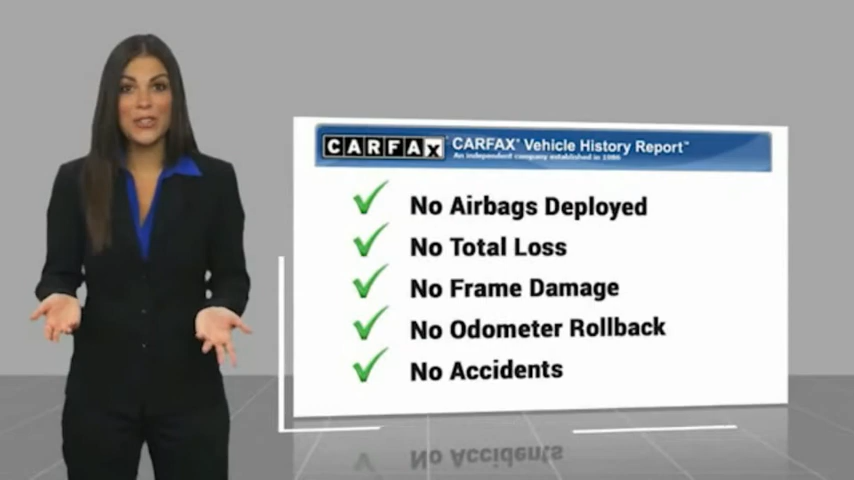 CARFAX CARFAX® Vehicle History Report™
An independent company established in 1986
No Airbags Deployed
No Total Loss
No Frame Damage
No Odometer Rollback
No Accidents
No Accidents